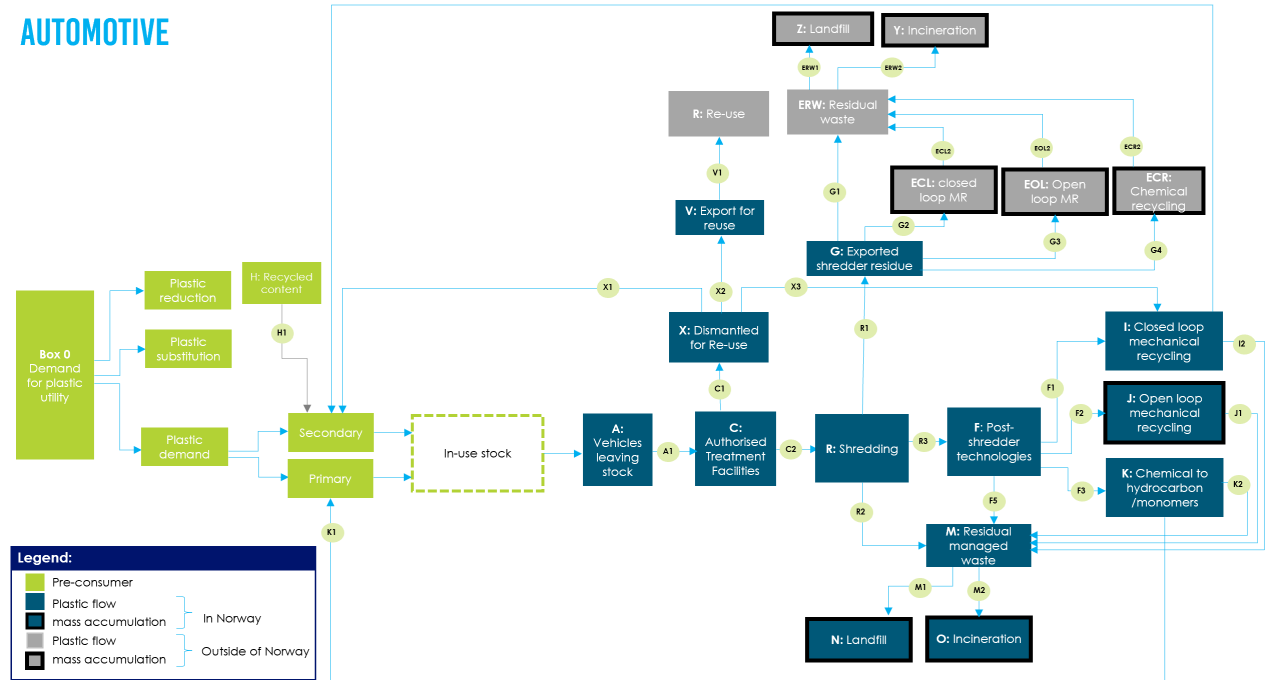 AUTOMOTIVE
Z: Landfill
Y: Incineration
ERW1
ERW2
R: Re-use
ERW: Residual
waste
ECL2
EOL2
ECR2
V1
G1
ECL: closed
loop MR
EOL: Open
loop MR
ECR:
Chemical
recycling
V: Export for
reuse
G2
G3
G4
G: Exported
shredder residue
Plastic
reduction
H: Recycled
content
X1
X2
X3
Box 0
Demand
for plastic
utility
Plastic
substitution
H1
X: Dismantled
for Re-use
R1
I: Closed loop
mechanical
recycling
I2
C1
F1
Plastic
demand
Secondary
Primary
In-use stock
A:
Vehicles
leaving
stock
A1
C:
Authorised
Treatment
Facilities
C2
R: Shredding
R3
F: Post-
shredder
technologies
F2
J: Open loop
mechanical
recycling
J1
F3
K: Chemical to
hydrocarbon
/monomers
K2
F5
R2
K1
M: Residual
managed
waste
M1
M2
N: Landfill
O: Incineration
Legend:
Pre-consumer
Plastic flow
mass accumulation
In Norway
Plastic flow
mass accumulation
Outside of Norway